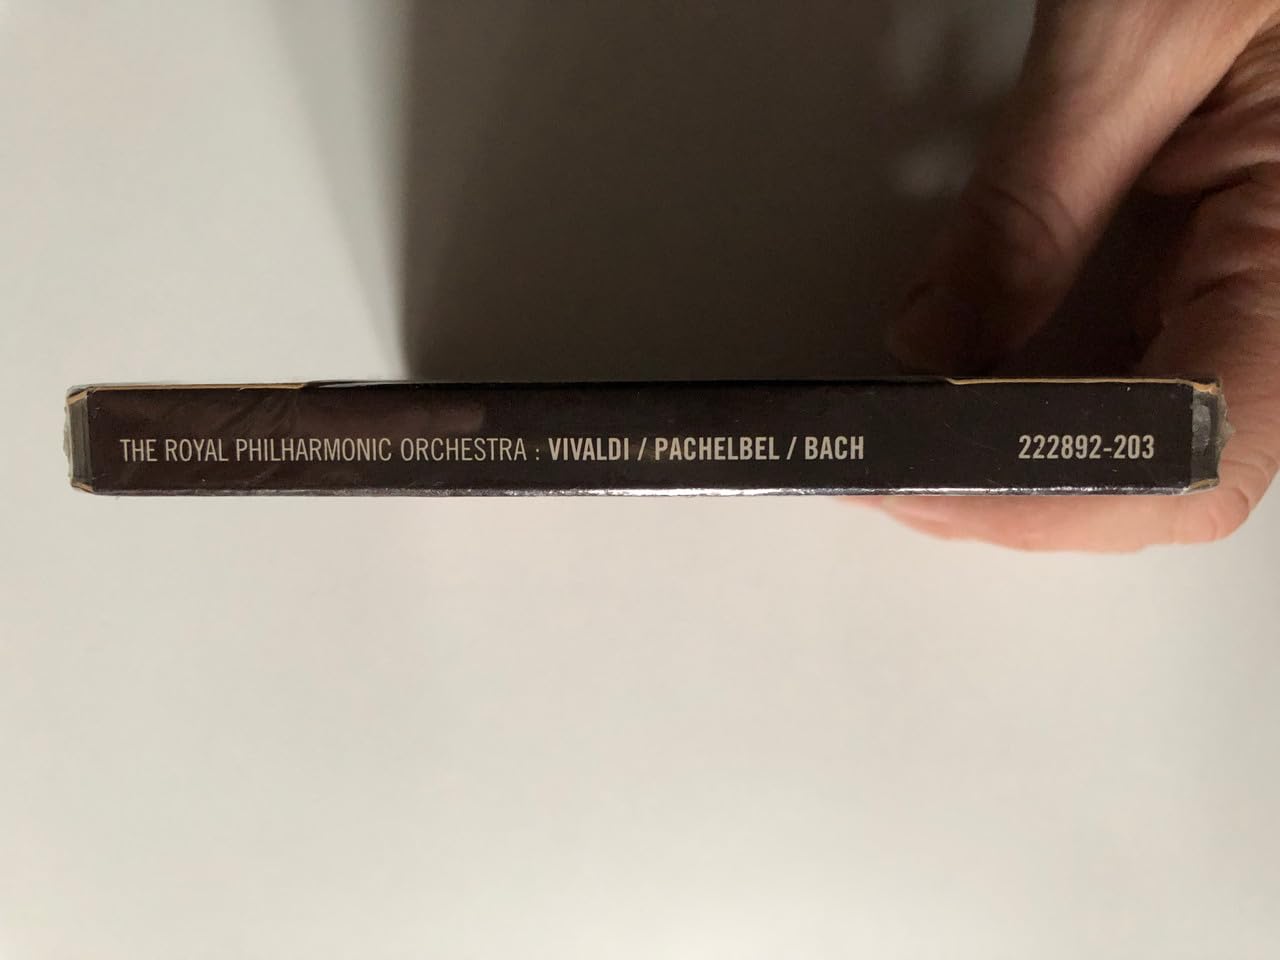 THE ROYAL PHILHARMONIC ORCHESTRA : VIVALDI / PACHELBEL / BACH 222892-203